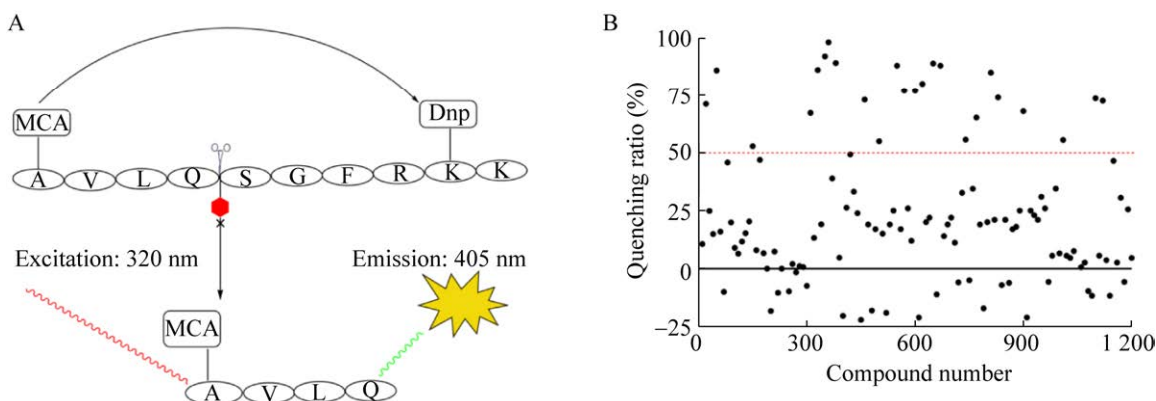 A
MCA
Dnp
A V L Q S G F R K K
Excitation: 320 nm
Emission: 405 nm
MCA
A V L Q
B
Quenching ratio (%)
100
75
50
25
0
−25
0 300 600 900 1 200
Compound number